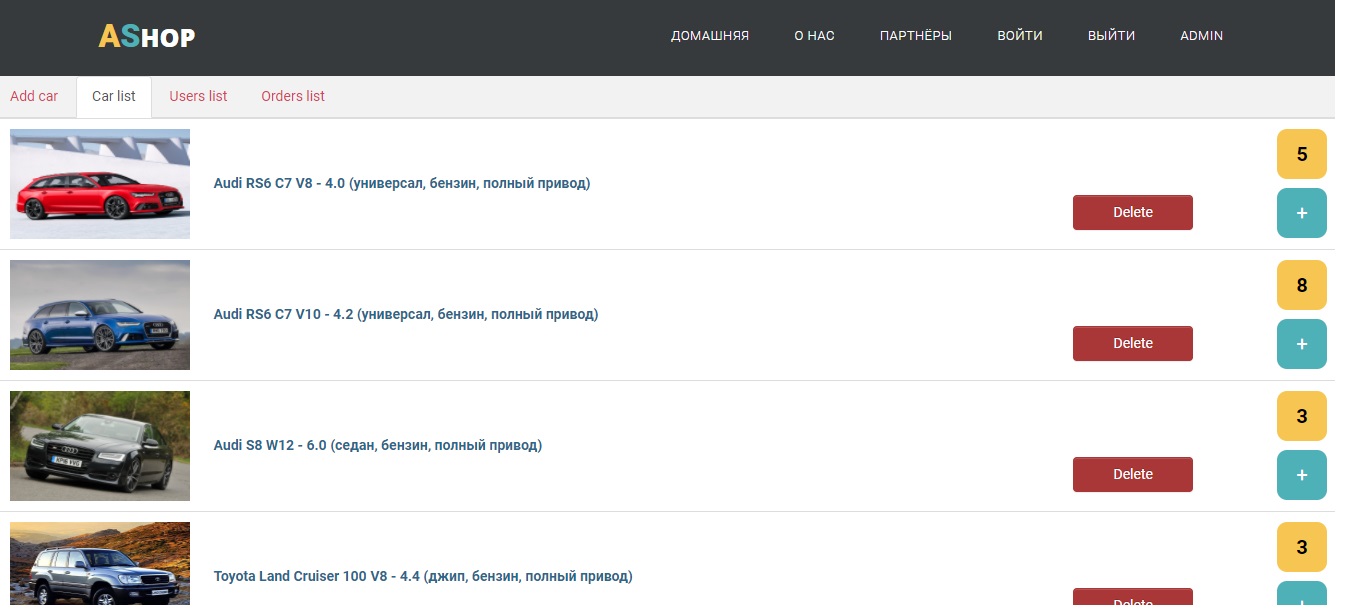 ASHOP
ДОМАШНЯЯ О НАС ПАРТНЁРЫ ВОЙТИ ВЫЙТИ ADMIN
Add car Car list Users list Orders list
5
Audi RS6 C7 V8 - 4.0 (универсал, бензин, полный привод)
Delete +
8
Audi RS6 C7 V10 - 4.2 (универсал, бензин, полный привод)
Delete +
3
Audi S8 W12 - 6.0 (седан, бензин, полный привод)
Delete +
3
Toyota Land Cruiser 100 V8 - 4.4 (джип, бензин, полный привод)
Delete +